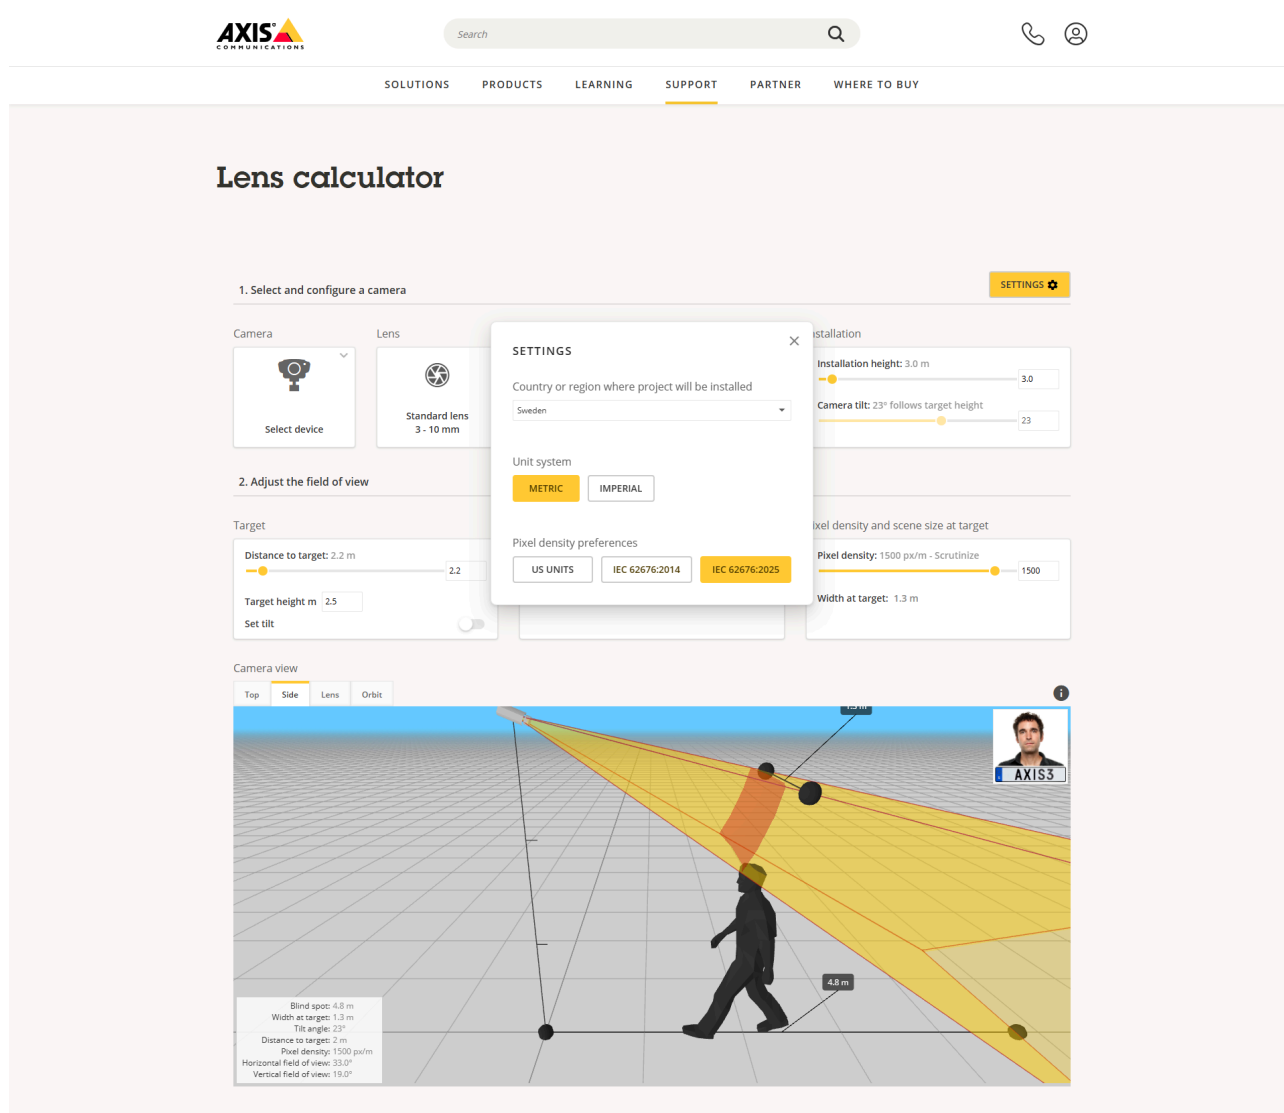 AXIS
COMMUNICATIONS
Search
SOLUTIONS PRODUCTS LEARNING SUPPORT PARTNER WHERE TO BUY
Lens calculator
1. Select and configure a camera
SETTINGS
Camera
Lens
Select device
Standard lens
3 - 10 mm
SETTINGS
Country or region where project will be installed
Sweden
Unit system
METRIC IMPERIAL
Pixel density preferences
US UNITS IEC 62676:2014 IEC 62676:2025
stallation
Installation height: 3.0 m
3.0
Camera tilt: 23° follows target height
23
2. Adjust the field of view
Target
Distance to target: 2.2 m
2.2
Target height m 2.5
Set tilt
ixel density and scene size at target
Pixel density: 1500 px/m - Scrutinize
1500
Width at target: 1.3 m
Camera view
Top Side Lens Orbit
i
1.3 m
AXIS3
4.8 m
Blind spot: 4.8 m
Width at target: 1.3 m
Tilt angle: 23°
Distance to target: 2 m
Pixel density: 1500 px/m
Horizontal field of view: 33.0°
Vertical field of view: 19.0°